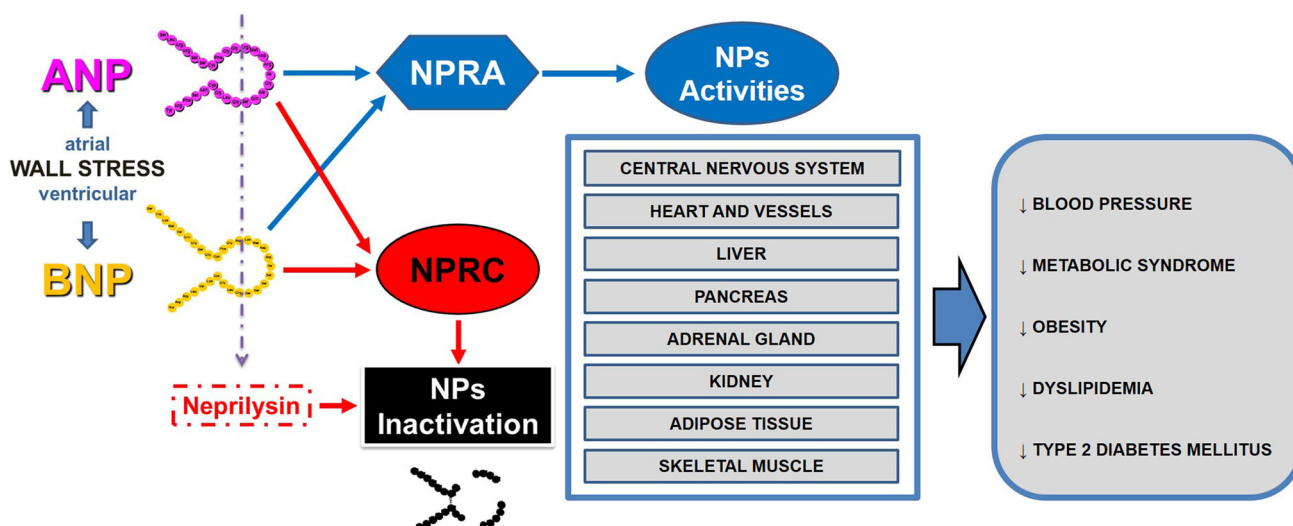 ANP
atrial
WALL STRESS
ventricular
BNP
NPRA
NPs
Activities
NPRC
Neprilysin
NPs
Inactivation
CENTRAL NERVOUS SYSTEM
HEART AND VESSELS
LIVER
PANCREAS
ADRENAL GLAND
KIDNEY
ADIPOSE TISSUE
SKELETAL MUSCLE
↓ BLOOD PRESSURE
↓ METABOLIC SYNDROME
↓ OBESITY
↓ DYSLIPIDEMIA
↓ TYPE 2 DIABETES MELLITUS